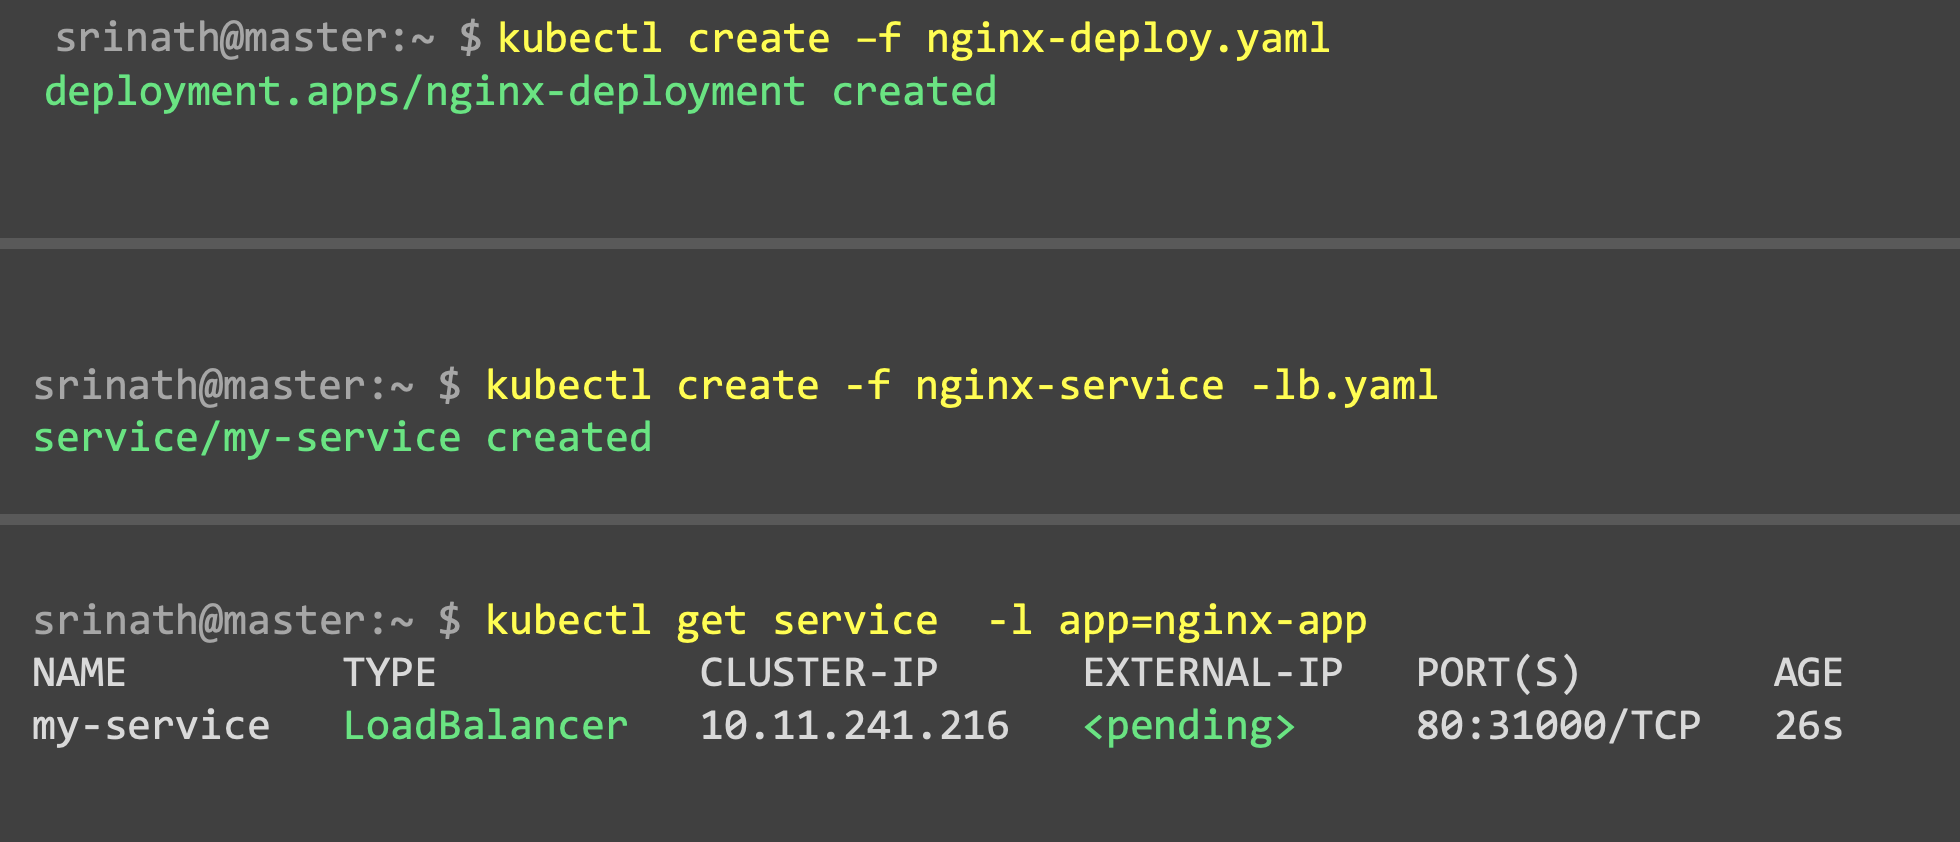 srinath@master:~ $ kubectl create –f nginx-deploy.yaml
deployment.apps/nginx-deployment created
srinath@master:~ $ kubectl create -f nginx-service -lb.yaml
service/my-service created
srinath@master:~ $ kubectl get service  -l app=nginx-app
NAME TYPE CLUSTER-IP EXTERNAL-IP PORT(S) AGE
my-service LoadBalancer 10.11.241.216 <pending> 80:31000/TCP 26s